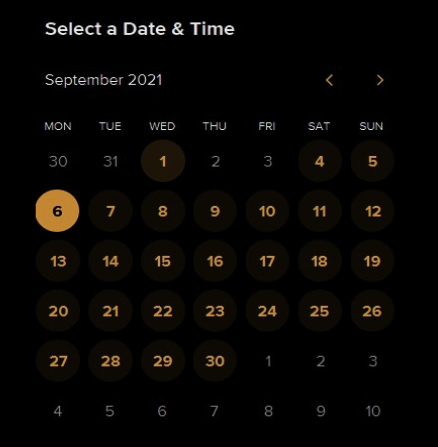 Select a Date & Time
September 2021
MON TUE WED THU FRI SAT SUN
30 31 1 2 3 4 5
6 7 8 9 10 11 12
13 14 15 16 17 18 19
20 21 22 23 24 25 26
27 28 29 30 1 2 3
4 5 6 7 8 9 10